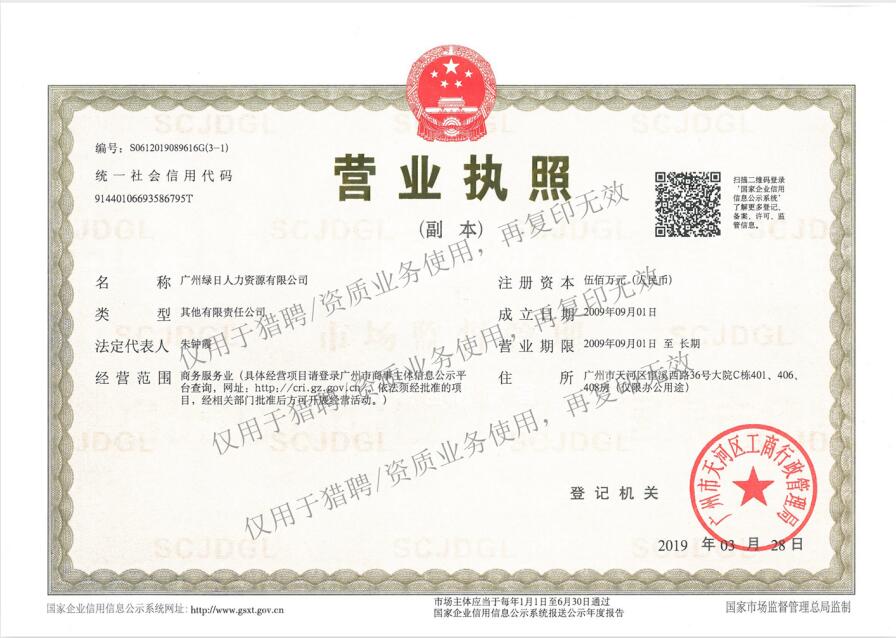 编号： S0612019089616G(3-1)
统一社会信用代码
91440106693586795T
营业执照
(副 本)
扫描二维码登录
‘国家企业信用
信息公示系统’
了解更多登记、
备案、许可、监
管信息。
名 称 广州绿日人力资源有限公司
类 型 其他有限责任公司
法定代表人 朱钟霞
经营范围 商务服务业（具体经营项目请登录广州市商事主体信息公示平
台查询，网址：http://cri.gz.gov.cn/。依法须经批准的项
目，经相关部门批准后方可开展经营活动。）
注册资本 伍佰万元（人民币）
成立日期 2009年09月01日
营业期限 2009年09月01日 至 长期
住 所 广州市天河区 西路36号大院C栋401、406、
408房（仅限办公用途）
仅用于猎聘/资质业务使用，再复印无效
仅用于猎聘/资质业务使用，再复印无效
仅用于猎聘/资质业务使用，再复印无效
登记机关
广州市天河区工商行政管理局
2019 年 03 月 28 日
国家企业信用信息公示系统网址：http://www.gsxt.gov.cn
市场主体应当于每年1月1日至6月30日通过
国家企业信用信息公示系统报送公示年度报告
国家市场监督管理总局监制